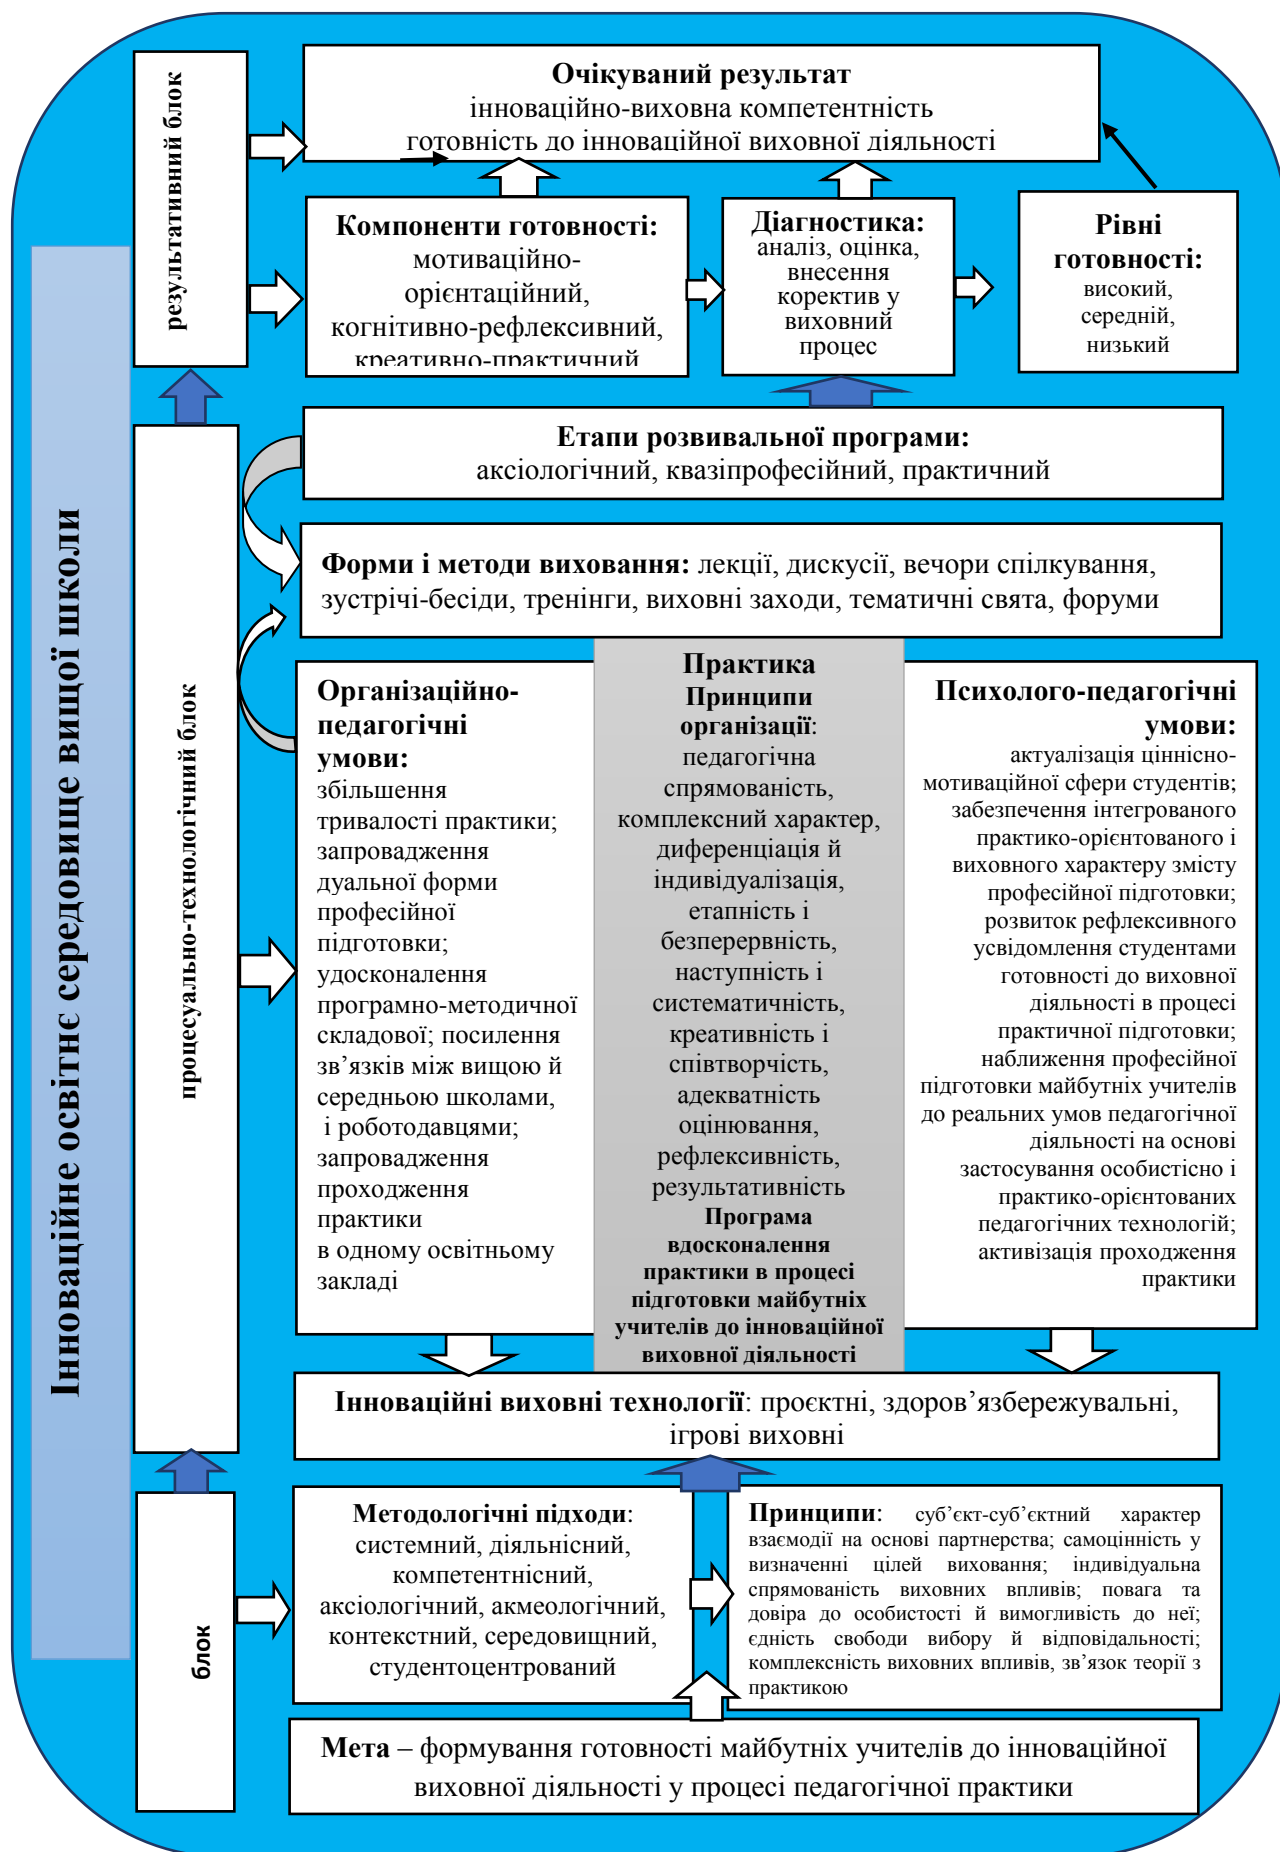 Інноваційне освітнє середовище вищої школи
результативний блок
Очікуваний результат
інноваційно-виховна компетентність
готовність до інноваційної виховної діяльності
Компоненти готовності:
мотиваційно-
орієнтаційний,
когнітивно-рефлексивний,
креативно-практичний
Діагностика:
аналіз, оцінка,
внесення
коректив у
виховний
процес
Рівні
готовності:
високий,
середній,
низький
процесуально-технологічний блок
Етапи розвивальної програми:
аксіологічний, квазіпрофесійний, практичний
Форми і методи виховання: лекції, дискусії, вечори спілкування,
зустрічі-бесіди, тренінги, виховні заходи, тематичні свята, форуми
Організаційно-
педагогічні
умови:
збільшення
тривалості практики;
запровадження
дуальної форми
професійної
підготовки;
удосконалення
програмно-методичної
складової; посилення
зв’язків між вищою й
середньою школами,
і роботодавцями;
запровадження
проходження
практики
в одному освітньому
закладі
Практика
Принципи
організації:
педагогічна
спрямованість,
комплексний характер,
диференціація й
індивідуалізація,
етапність і
безперервність,
наступність і
систематичність,
креативність і
співтворчість,
адекватність
оцінювання,
рефлексивність,
результативність
Програма
вдосконалення
практики в процесі
підготовки майбутніх
учителів до інноваційної
виховної діяльності
Психолого-педагогічні
умови:
актуалізація ціннісно-
мотиваційної сфери студентів;
забезпечення інтегрованого
практико-орієнтованого і
виховного характеру змісту
професійної підготовки;
розвиток рефлексивного
усвідомлення студентами
готовності до виховної
діяльності в процесі
практичної підготовки;
наближення професійної
підготовки майбутніх учителів
до реальних умов педагогічної
діяльності на основі
застосування особистісно і
практико-орієнтованих
педагогічних технологій;
активізація проходження
практики
Інноваційні виховні технології: проєктні, здоров’язбережувальні,
ігрові виховні
блок
Методологічні підходи:
системний, діяльнісний,
компетентнісний,
аксіологічний, акмеологічний,
контекстний, середовищний,
студентоцентрований
Принципи: суб’єкт-суб’єктний характер
взаємодії на основі партнерства; самоцінність у
визначенні цілей виховання; індивідуальна
спрямованість виховних впливів; повага та
довіра до особистості й вимогливість до неї;
єдність свободи вибору й відповідальності;
комплексність виховних впливів, зв’язок теорії з
практикою
Мета – формування готовності майбутніх учителів до інноваційної
виховної діяльності у процесі педагогічної практики